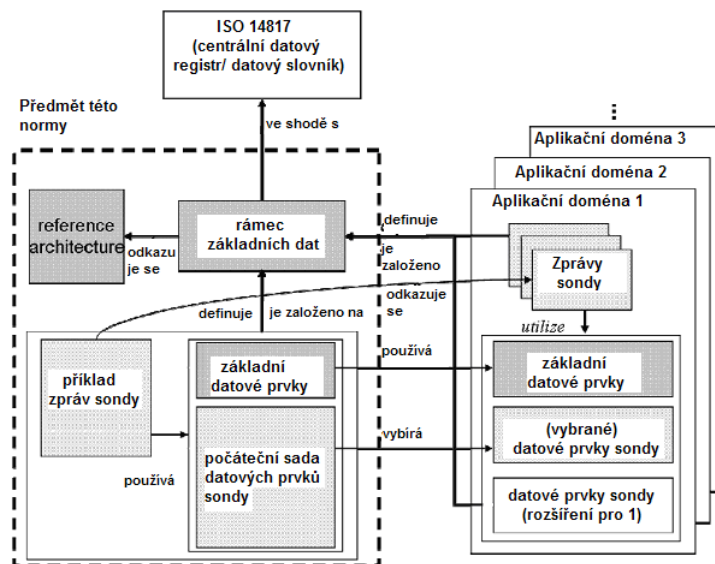 ISO 14817
(centrální datový
registr/ datový slovník)
Předmět této
normy
ve shodě s
Aplikační doména 3
Aplikační doména 2
Aplikační doména 1
reference
architecture
odkazu
je se
rámec
základních dat
definuje
je
založeno
Zprávy
sondy
odkazuje
se
definuje
je založeno na
utilize
příklad
zpráv sondy
základní
datové prvky
používá
základní
datové prvky
počáteční sada
datových prvků
sondy
používá
vybírá
(vybrané)
datové prvky sondy
datové prvky sondy
(rozšíření pro 1)